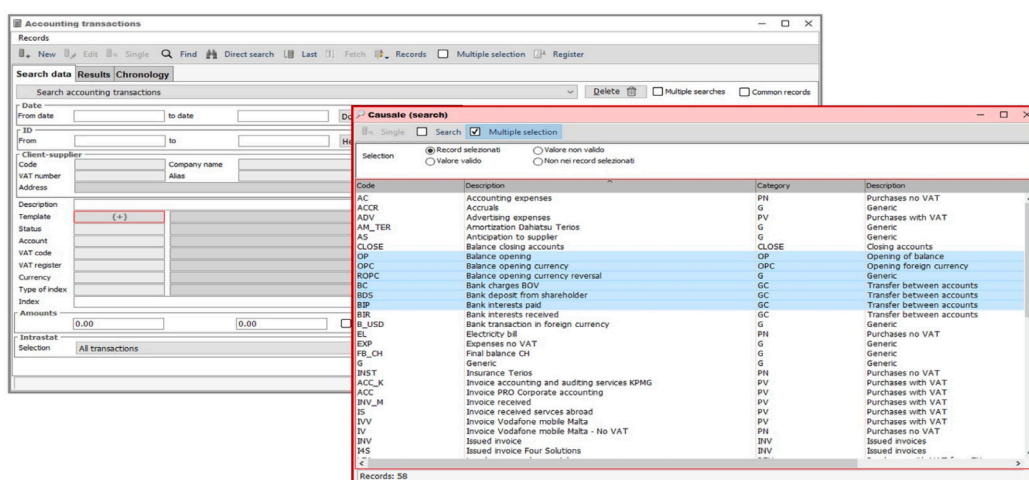 Accounting transactions
Records
New Edit Single Find Direct search Last Fetch Records Multiple selection Register
Search data Results Chronology
Search accounting transactions Delete Multiple searches Common records
Date
From date to date
ID
From to
Client-supplier
Code Company name
VAT number Alias
Address
Description
Template {+}
Status
Account
VAT code
VAT register
Currency
Type of index
Index
Amounts
0.00 0.00
Intrastat
Selection All transactions
Causale (search)
Single Search Multiple selection
Selection Record selezionati Valore non valido
Valore valido Non nei record selezionati
Code Description Category Description
AC Accounting expenses PN Purchases no VAT
ACCR Accruals G Generic
ADV Advertising expenses PV Purchases with VAT
AM_TER Amortization Dahiatsu Terios G Generic
AS Anticipation to supplier G Generic
CLOSE Balance closing accounts CLOSE Closing accounts
OP Balance opening OP Opening of balance
OPC Balance opening currency OPC Opening foreign currency
ROPC Balance opening currency reversal G Generic
BC Bank charges BOV GC Transfer between accounts
BDS Bank deposit from shareholder GC Transfer between accounts
BIP Bank interests paid GC Transfer between accounts
BIR Bank interests received GC Transfer between accounts
B_USD Bank transaction in foreign currency G Generic
EL Electricity bill PN Purchases no VAT
EXP Expenses no VAT G Generic
FB_CH Final balance CH G Generic
G Generic G Generic
INST Insurance Terios PN Purchases no VAT
ACC_K Invoice accounting and auditing services KPMG PV Purchases with VAT
ACC Invoice PRO Corporate accounting PV Purchases with VAT
INV_M Invoice received PV Purchases with VAT
IS Invoice received servces abroad PV Purchases with VAT
IVV Invoice Vodafone mobile Malta PV Purchases with VAT
IV Invoice Vodafone mobile Malta - No VAT PN Purchases no VAT
INV Issued invoice INV Issued invoices
I4S Issued invoice Four Solutions INV Issued invoices
Records: 58